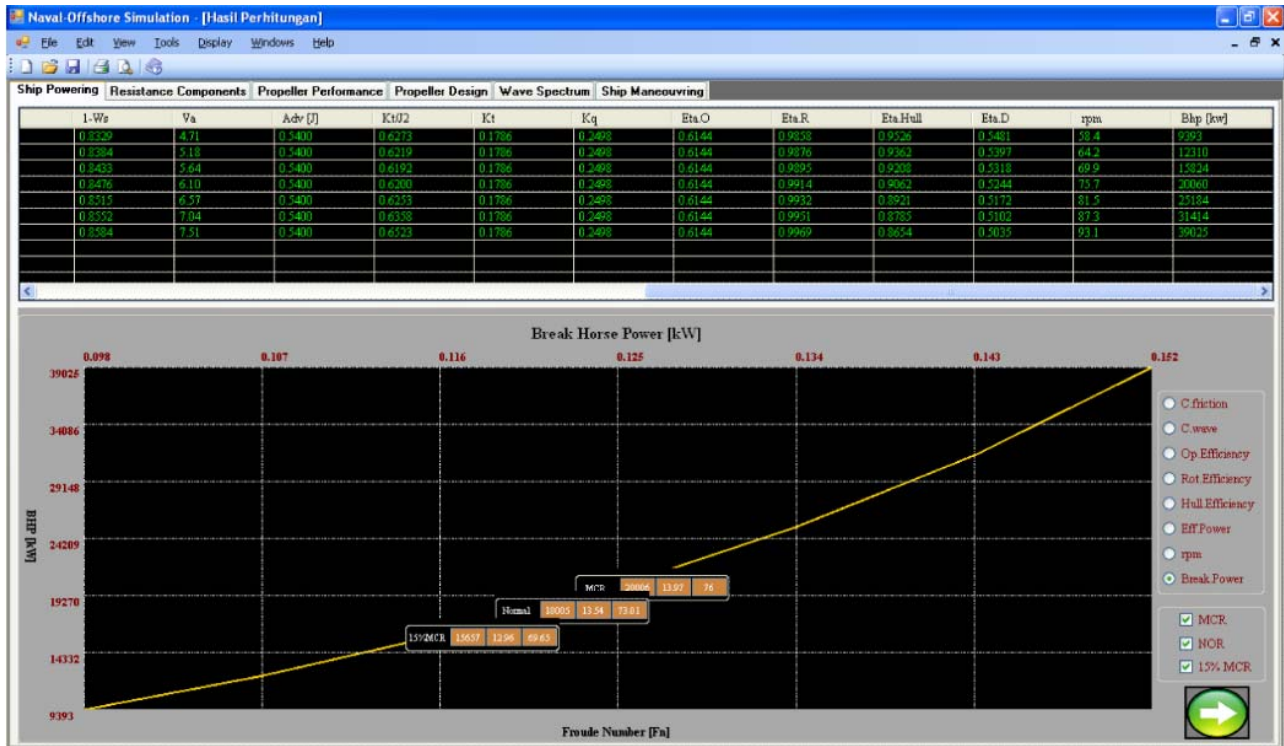 Naval-Offshore Simulation - [Hasil Perhitungan]
File Edit View Tools Display Windows Help
Ship Powering Resistance Components Propeller Performance Propeller Design Wave Spectrum Ship Maneouvring
1-Ws Va Adv [J] Kt/J2 Kt Kq Eta.O Eta.R Eta.Hull Eta.D rpm Bhp [kw]
0.8329 4.71 0.5400 0.6273 0.1786 0.2498 0.6144 0.9858 0.9526 0.5481 58.4 9393
0.8384 5.18 0.5400 0.6219 0.1786 0.2498 0.6144 0.9876 0.9362 0.5397 64.2 12310
0.8433 5.64 0.5400 0.6192 0.1786 0.2498 0.6144 0.9895 0.9208 0.5318 69.9 15824
0.8476 6.10 0.5400 0.6200 0.1786 0.2498 0.6144 0.9914 0.9062 0.5244 75.7 20060
0.8515 6.57 0.5400 0.6253 0.1786 0.2498 0.6144 0.9932 0.8921 0.5172 81.5 25184
0.8552 7.04 0.5400 0.6358 0.1786 0.2498 0.6144 0.9951 0.8785 0.5102 87.3 31414
0.8584 7.51 0.5400 0.6523 0.1786 0.2498 0.6144 0.9969 0.8654 0.5035 93.1 39025
Break Horse Power [kW]
0.098 0.107 0.116 0.125 0.134 0.143 0.152
39025
34086
29148
24209
19270
14332
9393
BHP [kW]
MCR 20006 13.97 76
Normal 18005 13.54 73.01
15%MCR 15657 12.96 69.65
Froude Number [Fn]
C.friction
C.wave
Op.Efficiency
Rot.Efficiency
Hull.Efficiency
Eff.Power
rpm
Break.Power
MCR
NOR
15% MCR